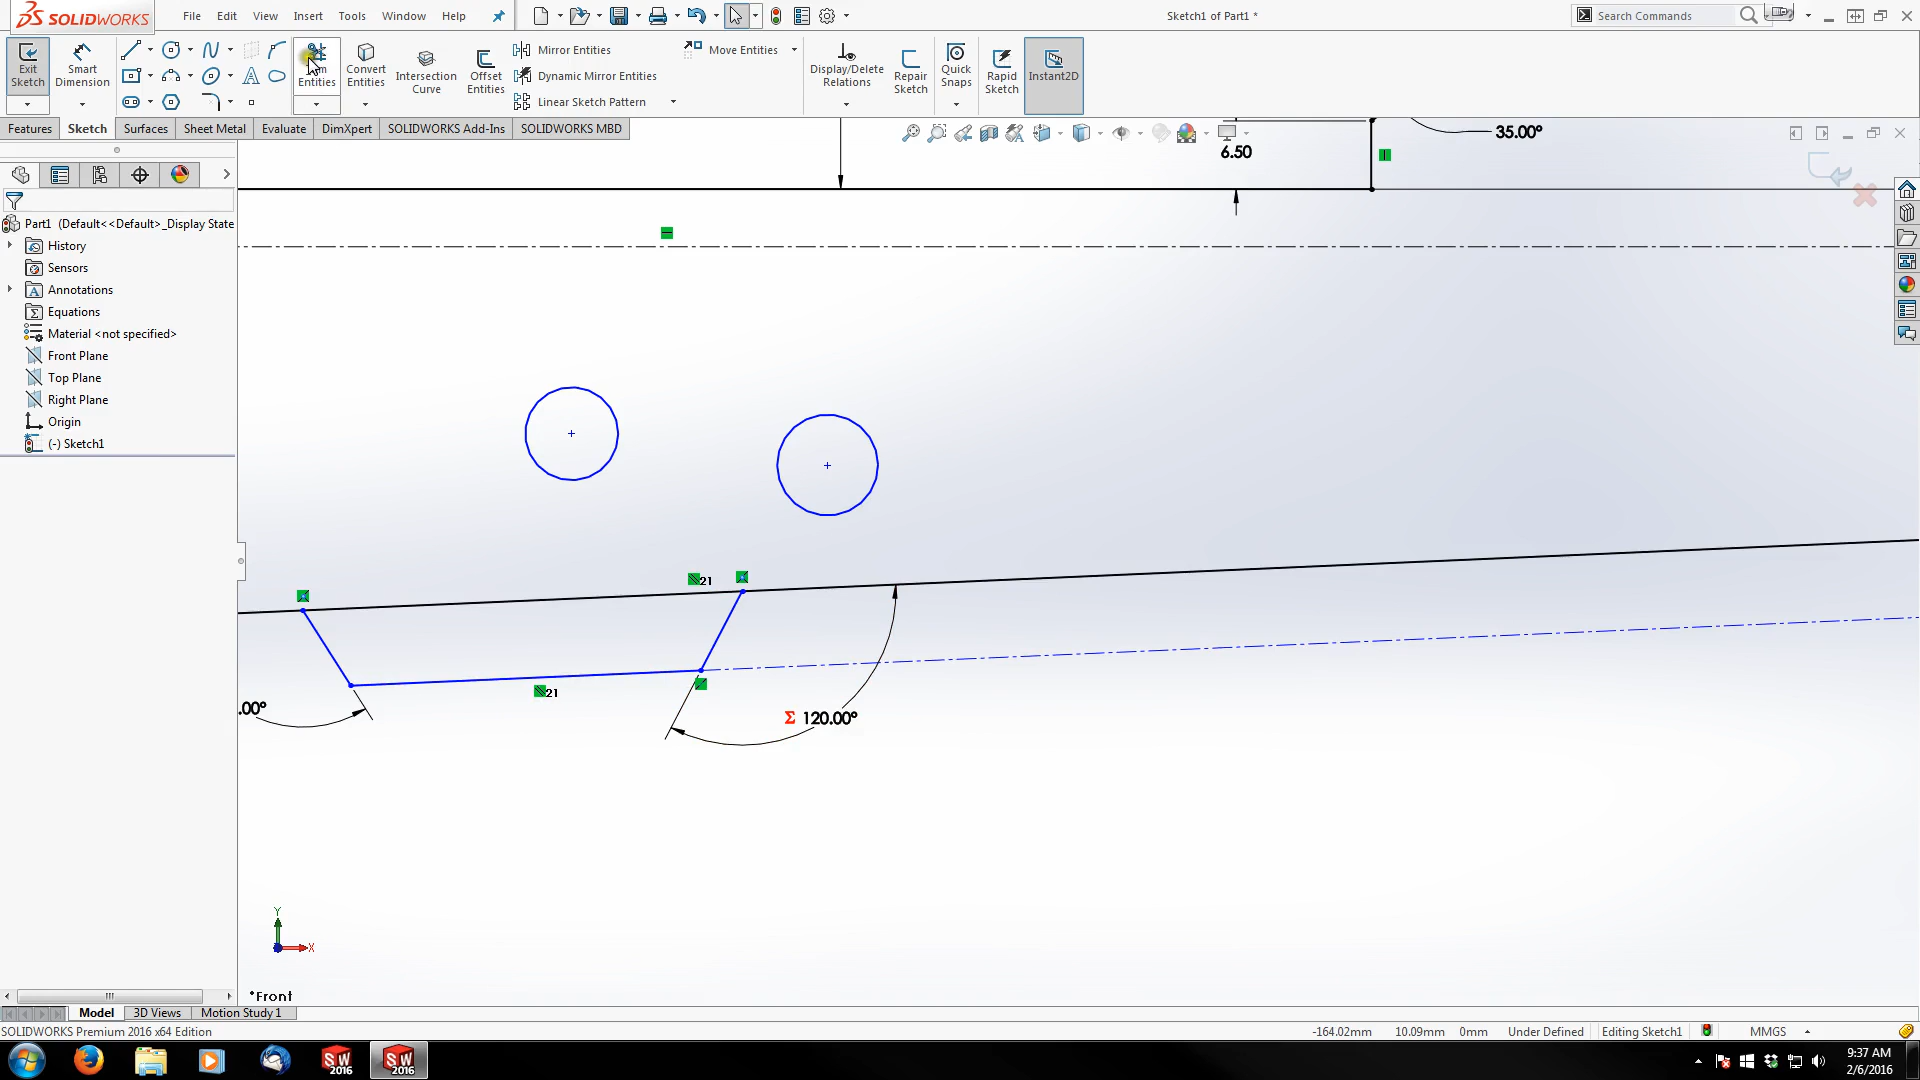 SOLIDWORKS
File Edit View Insert Tools Window Help
Sketch1 of Part1 *
Search Commands
Exit Sketch
Smart Dimension
Entities
Convert Entities
Intersection Curve
Offset Entities
Mirror Entities
Dynamic Mirror Entities
Linear Sketch Pattern
Move Entities
Display/Delete Relations
Repair Sketch
Quick Snaps
Rapid Sketch
Instant2D
Features Sketch Surfaces Sheet Metal Evaluate DimXpert SOLIDWORKS Add-Ins SOLIDWORKS MBD
6.50
35.00°
Part1 (Default<<Default>_Display State
History
Sensors
Annotations
Equations
Material <not specified>
Front Plane
Top Plane
Right Plane
Origin
(-) Sketch1
21
21
.00°
Σ 120.00°
Y
X
*Front
Model 3D Views Motion Study 1
SOLIDWORKS Premium 2016 x64 Edition
-164.02mm 10.09mm 0mm Under Defined Editing Sketch1 MMGS
SW 2016
SW 2016
9:37 AM
2/6/2016